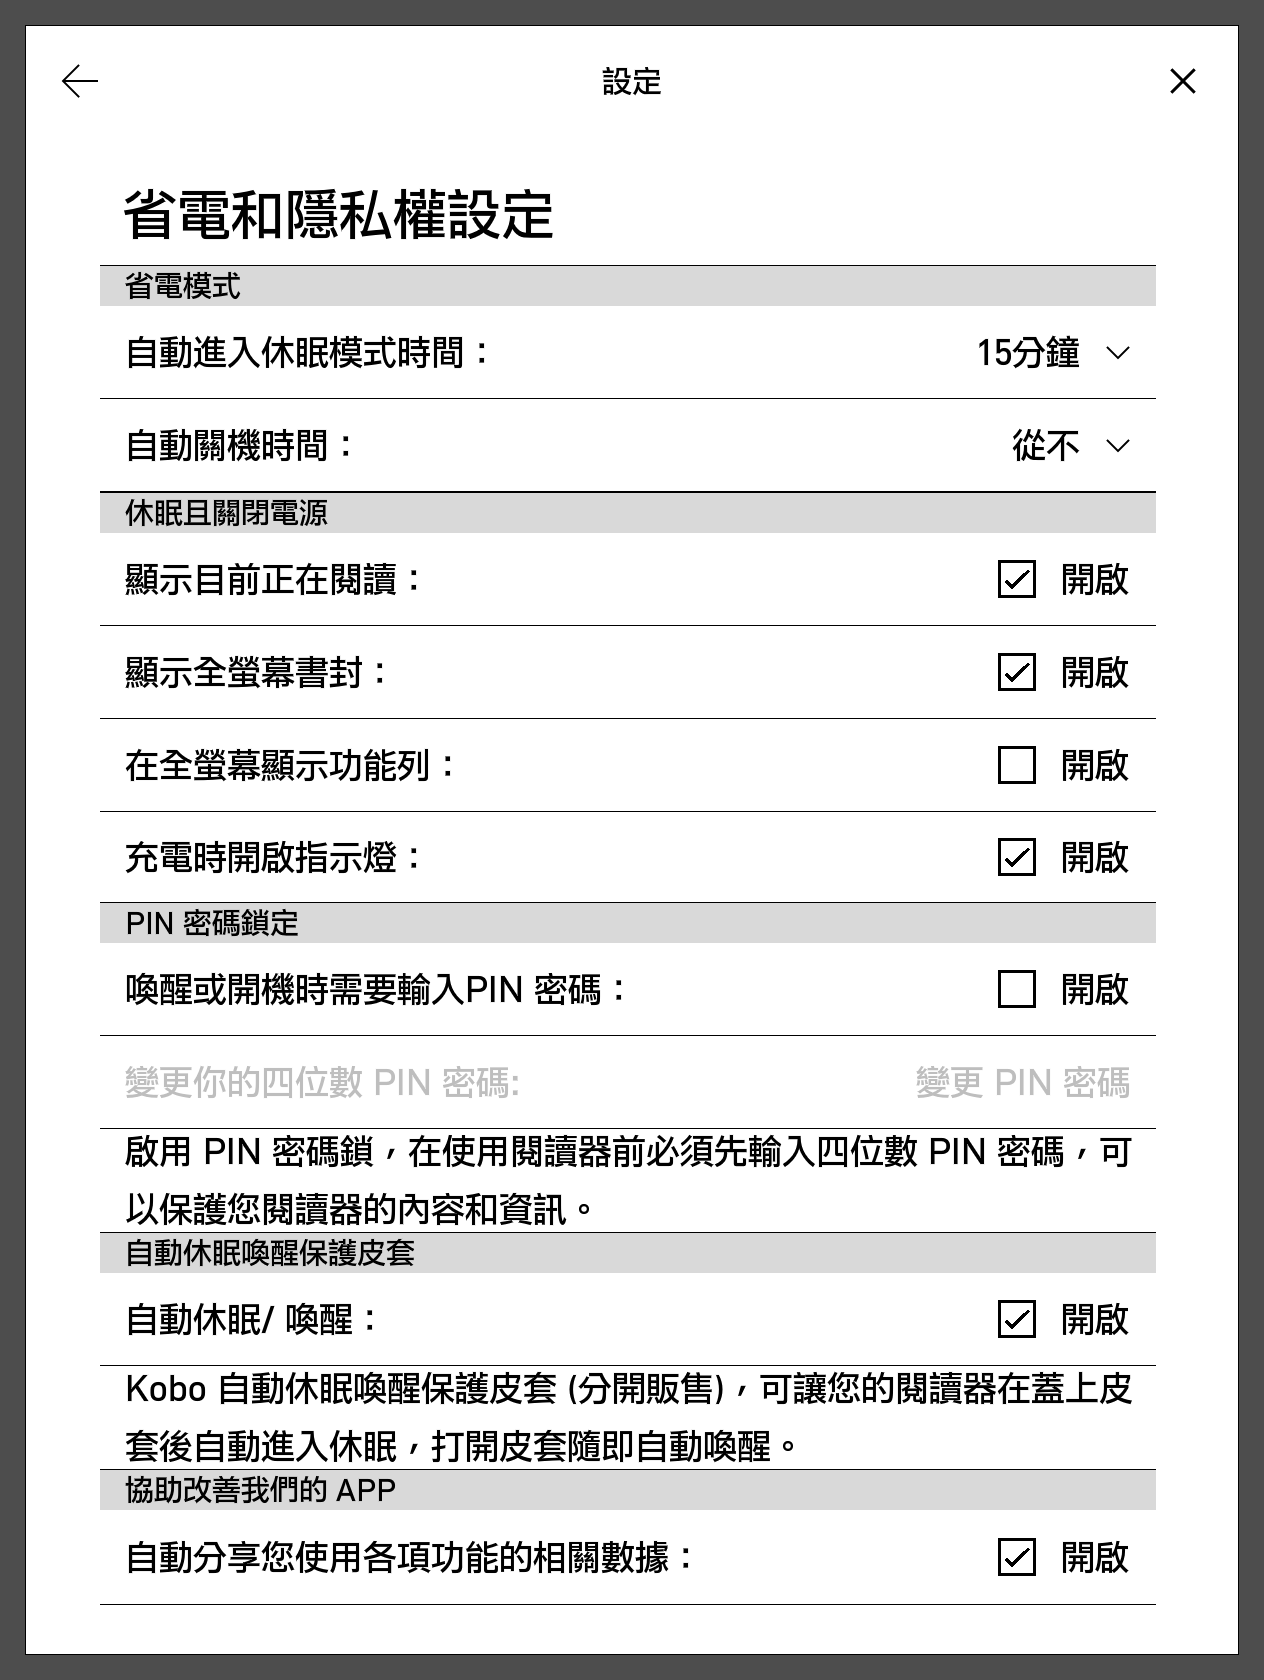 設定
省電和隱私權設定
省電模式
自動進入休眠模式時間：
15分鐘
自動關機時間：
從不
休眠且關閉電源
顯示目前正在閱讀：
開啟
顯示全螢幕書封：
開啟
在全螢幕顯示功能列：
開啟
充電時開啟指示燈：
開啟
PIN 密碼鎖定
喚醒或開機時需要輸入PIN 密碼：
開啟
變更你的四位數 PIN 密碼:
變更 PIN 密碼
啟用 PIN 密碼鎖，在使用閱讀器前必須先輸入四位數 PIN 密碼，可
以保護您閱讀器的內容和資訊。
自動休眠喚醒保護皮套
自動休眠/ 喚醒：
開啟
Kobo 自動休眠喚醒保護皮套 (分開販售)，可讓您的閱讀器在蓋上皮
套後自動進入休眠，打開皮套隨即自動喚醒。
協助改善我們的 APP
自動分享您使用各項功能的相關數據：
開啟